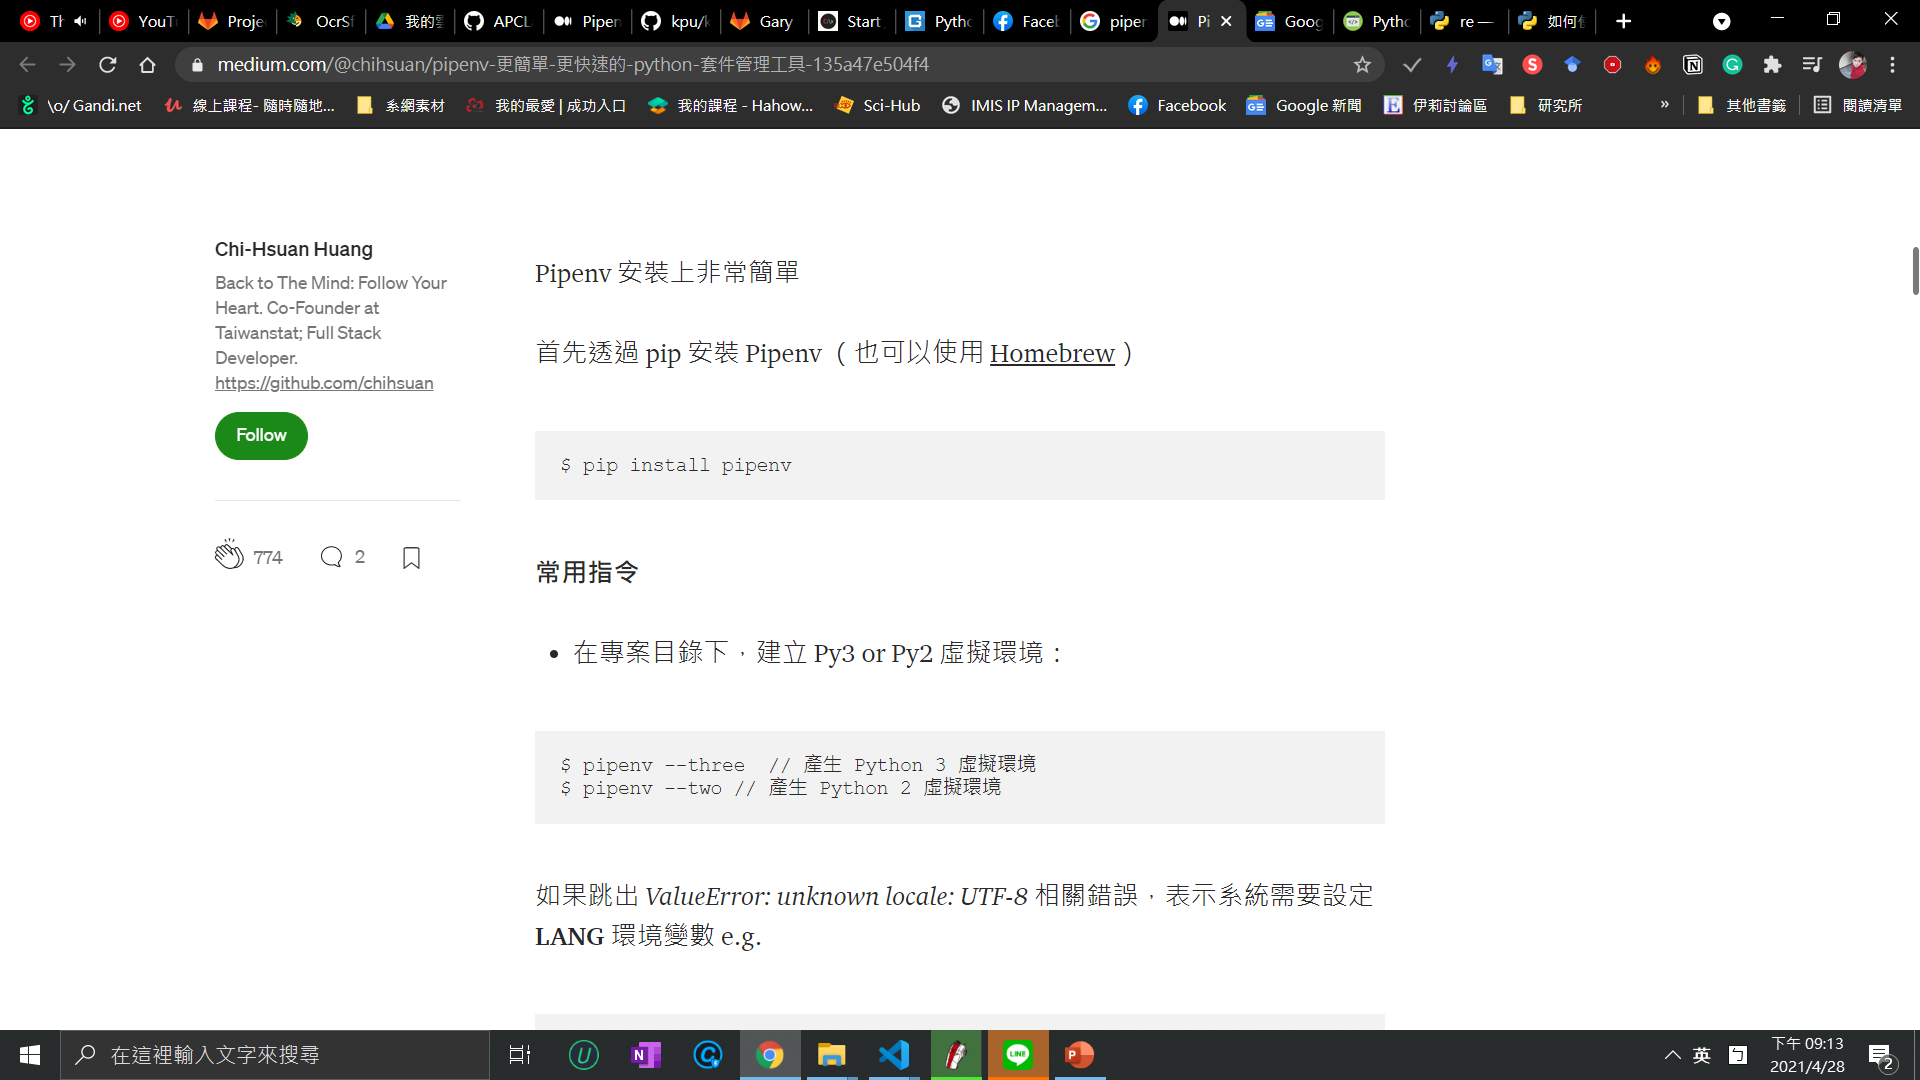 Th
YouT
Proje
OcrSf
我的雲
APCL
Pipen
kpu/k
Gary
Start
Pytho
Faceb
piper
Pi
Goog
Pytho
re —
如何使
medium.com/@chihsuan/pipenv-更簡單-更快速的-python-套件管理工具-135a47e504f4
\o/ Gandi.net
線上課程- 隨時隨地...
系網素材
我的最愛 | 成功入口
我的課程 - Hahow...
Sci-Hub
IMIS IP Managem...
Facebook
Google 新聞
伊莉討論區
研究所
»
其他書籤
閱讀清單
Chi-Hsuan Huang
Back to The Mind: Follow Your
Heart. Co-Founder at
Taiwanstat; Full Stack
Developer.
https://github.com/chihsuan
Follow
774
2
Pipenv 安裝上非常簡單
首先透過 pip 安裝 Pipenv （也可以使用 Homebrew）
$ pip install pipenv
常用指令
• 在專案目錄下，建立 Py3 or Py2 虛擬環境：
$ pipenv --three  // 產生 Python 3 虛擬環境
$ pipenv --two // 產生 Python 2 虛擬環境
如果跳出 ValueError: unknown locale: UTF-8 相關錯誤，表示系統需要設定
LANG 環境變數 e.g.
在這裡輸入文字來搜尋
英
下午 09:13
2021/4/28
2